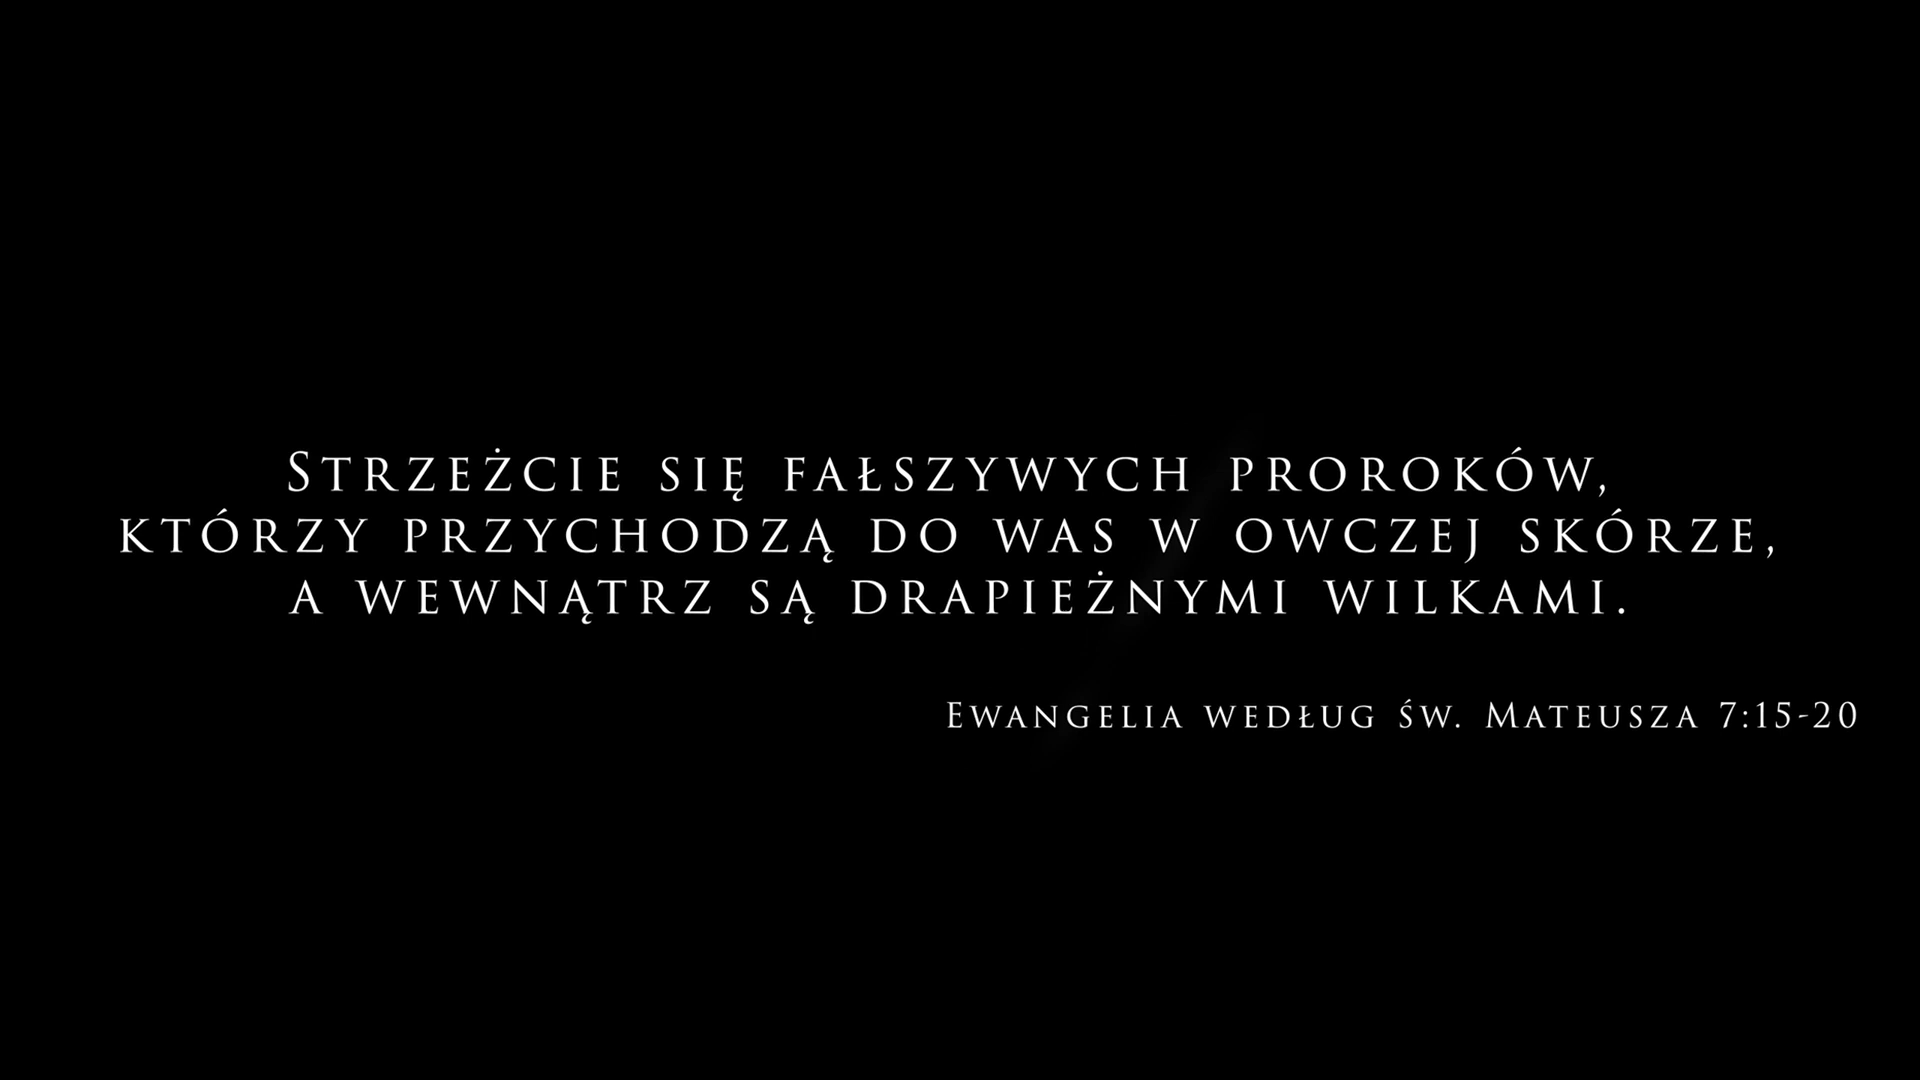 Strzeżcie się fałszywych proroków,
którzy przychodzą do was w owczej skórze,
a wewnątrz są drapieżnymi wilkami.
Ewangelia według św. Mateusza 7:15-20